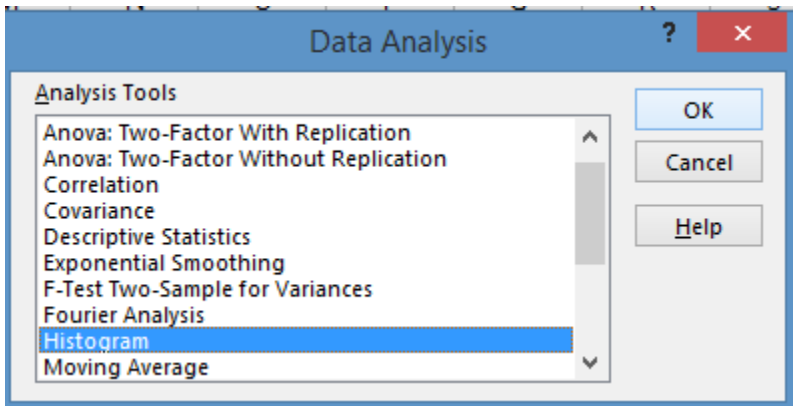 Data Analysis
?
Analysis Tools
Anova: Two-Factor With Replication
Anova: Two-Factor Without Replication
Correlation
Covariance
Descriptive Statistics
Exponential Smoothing
F-Test Two-Sample for Variances
Fourier Analysis
Histogram
Moving Average
OK
Cancel
Help